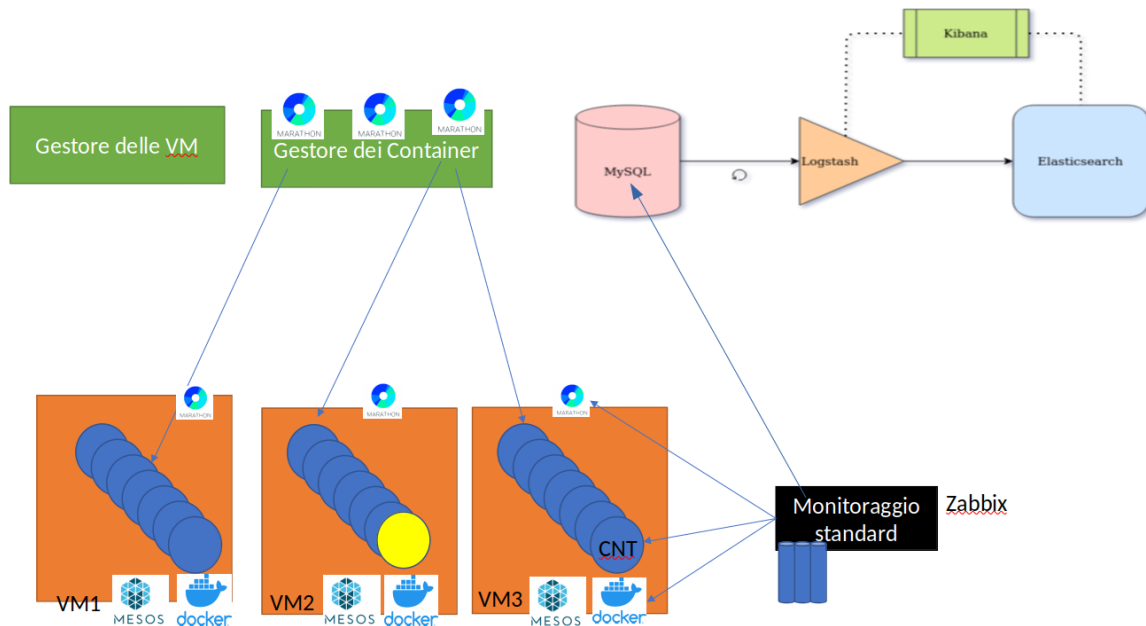 Kibana
MARATHON
MARATHON
MARATHON
Gestore delle VM
Gestore dei Container
MySQL
Logstash
Elasticsearch
MARATHON
MARATHON
MARATHON
Monitoraggio
standard
Zabbix
CNT
VM1
MESOS
docker
VM2
MESOS
docker
VM3
MESOS
docker